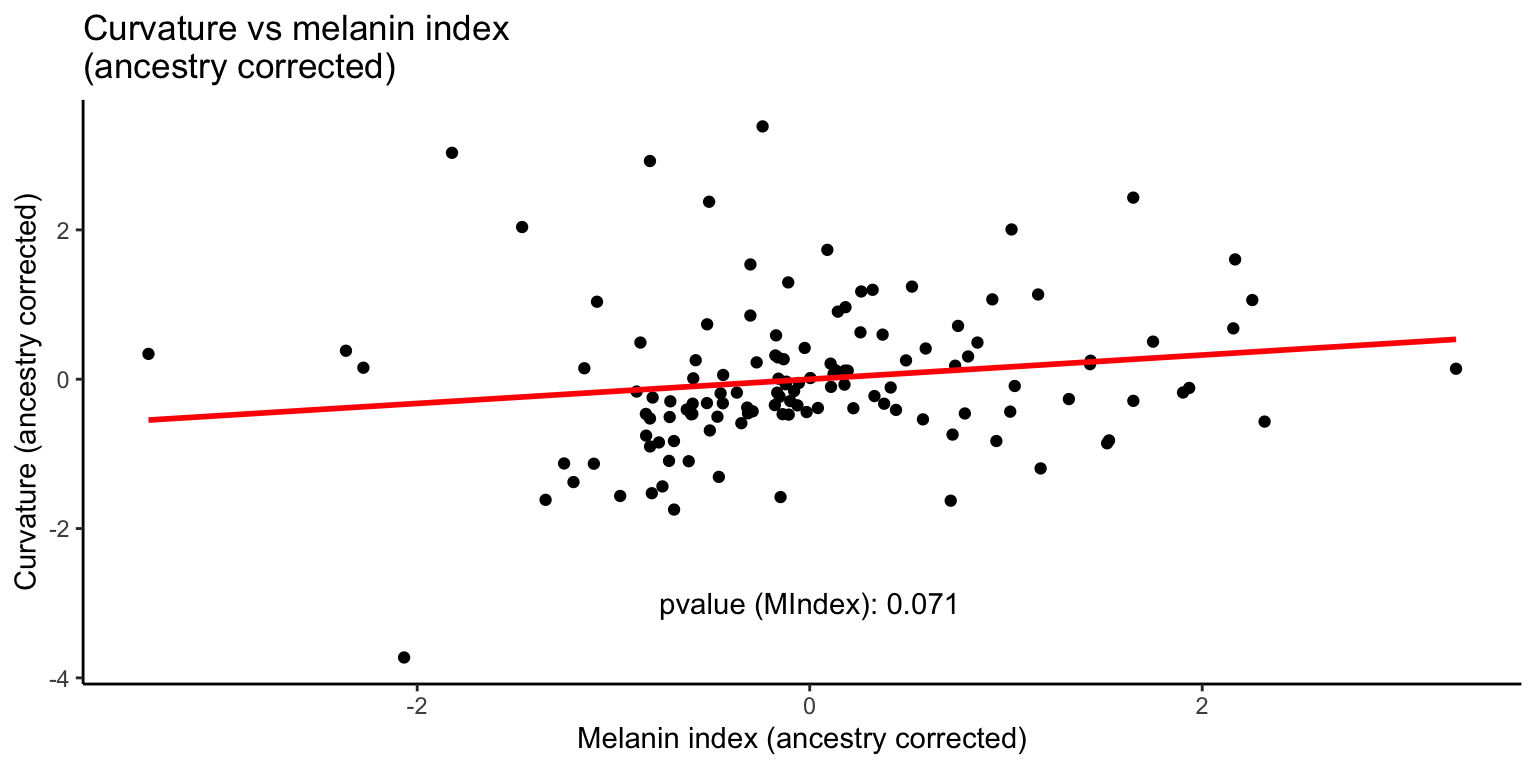 Curvature vs melanin index
(ancestry corrected)
Curvature (ancestry corrected)
2
0
-2
-4
pvalue (MIndex): 0.071
-2
0
2
Melanin index (ancestry corrected)